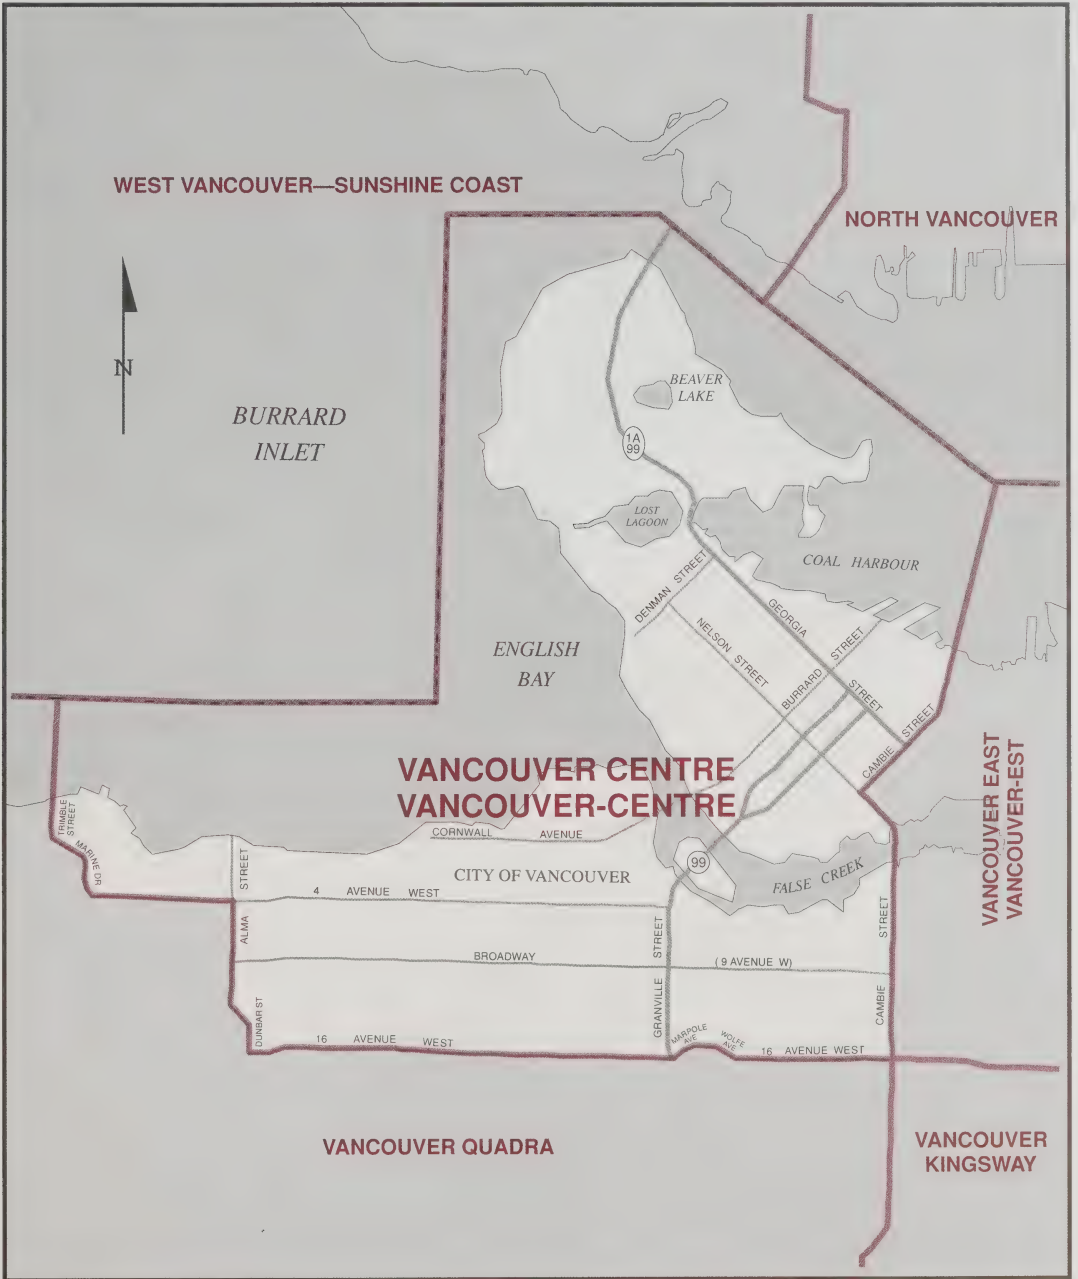 WEST VANCOUVER—SUNSHINE COAST
NORTH VANCOUVER
N
BURRARD
INLET
BEAVER
LAKE
1A
99
LOST
LAGOON
COAL HARBOUR
DENMAN STREET
GEORGIA
STREET
NELSON STREET
BURRARD STREET
ENGLISH
BAY
CAMBIE STREET
VANCOUVER CENTRE
VANCOUVER-CENTRE
VANCOUVER EAST
VANCOUVER-EST
TRIMBLE
STREET
MARINE DR
CORNWALL AVENUE
99
CITY OF VANCOUVER
FALSE CREEK
ALMA STREET
4 AVENUE WEST
BROADWAY
(9 AVENUE W)
GRANVILLE STREET
CAMBIE STREET
DUNBAR ST
16 AVENUE WEST
MARPOLE
AVE
WOLFE
AVE
16 AVENUE WEST
VANCOUVER QUADRA
VANCOUVER
KINGSWAY